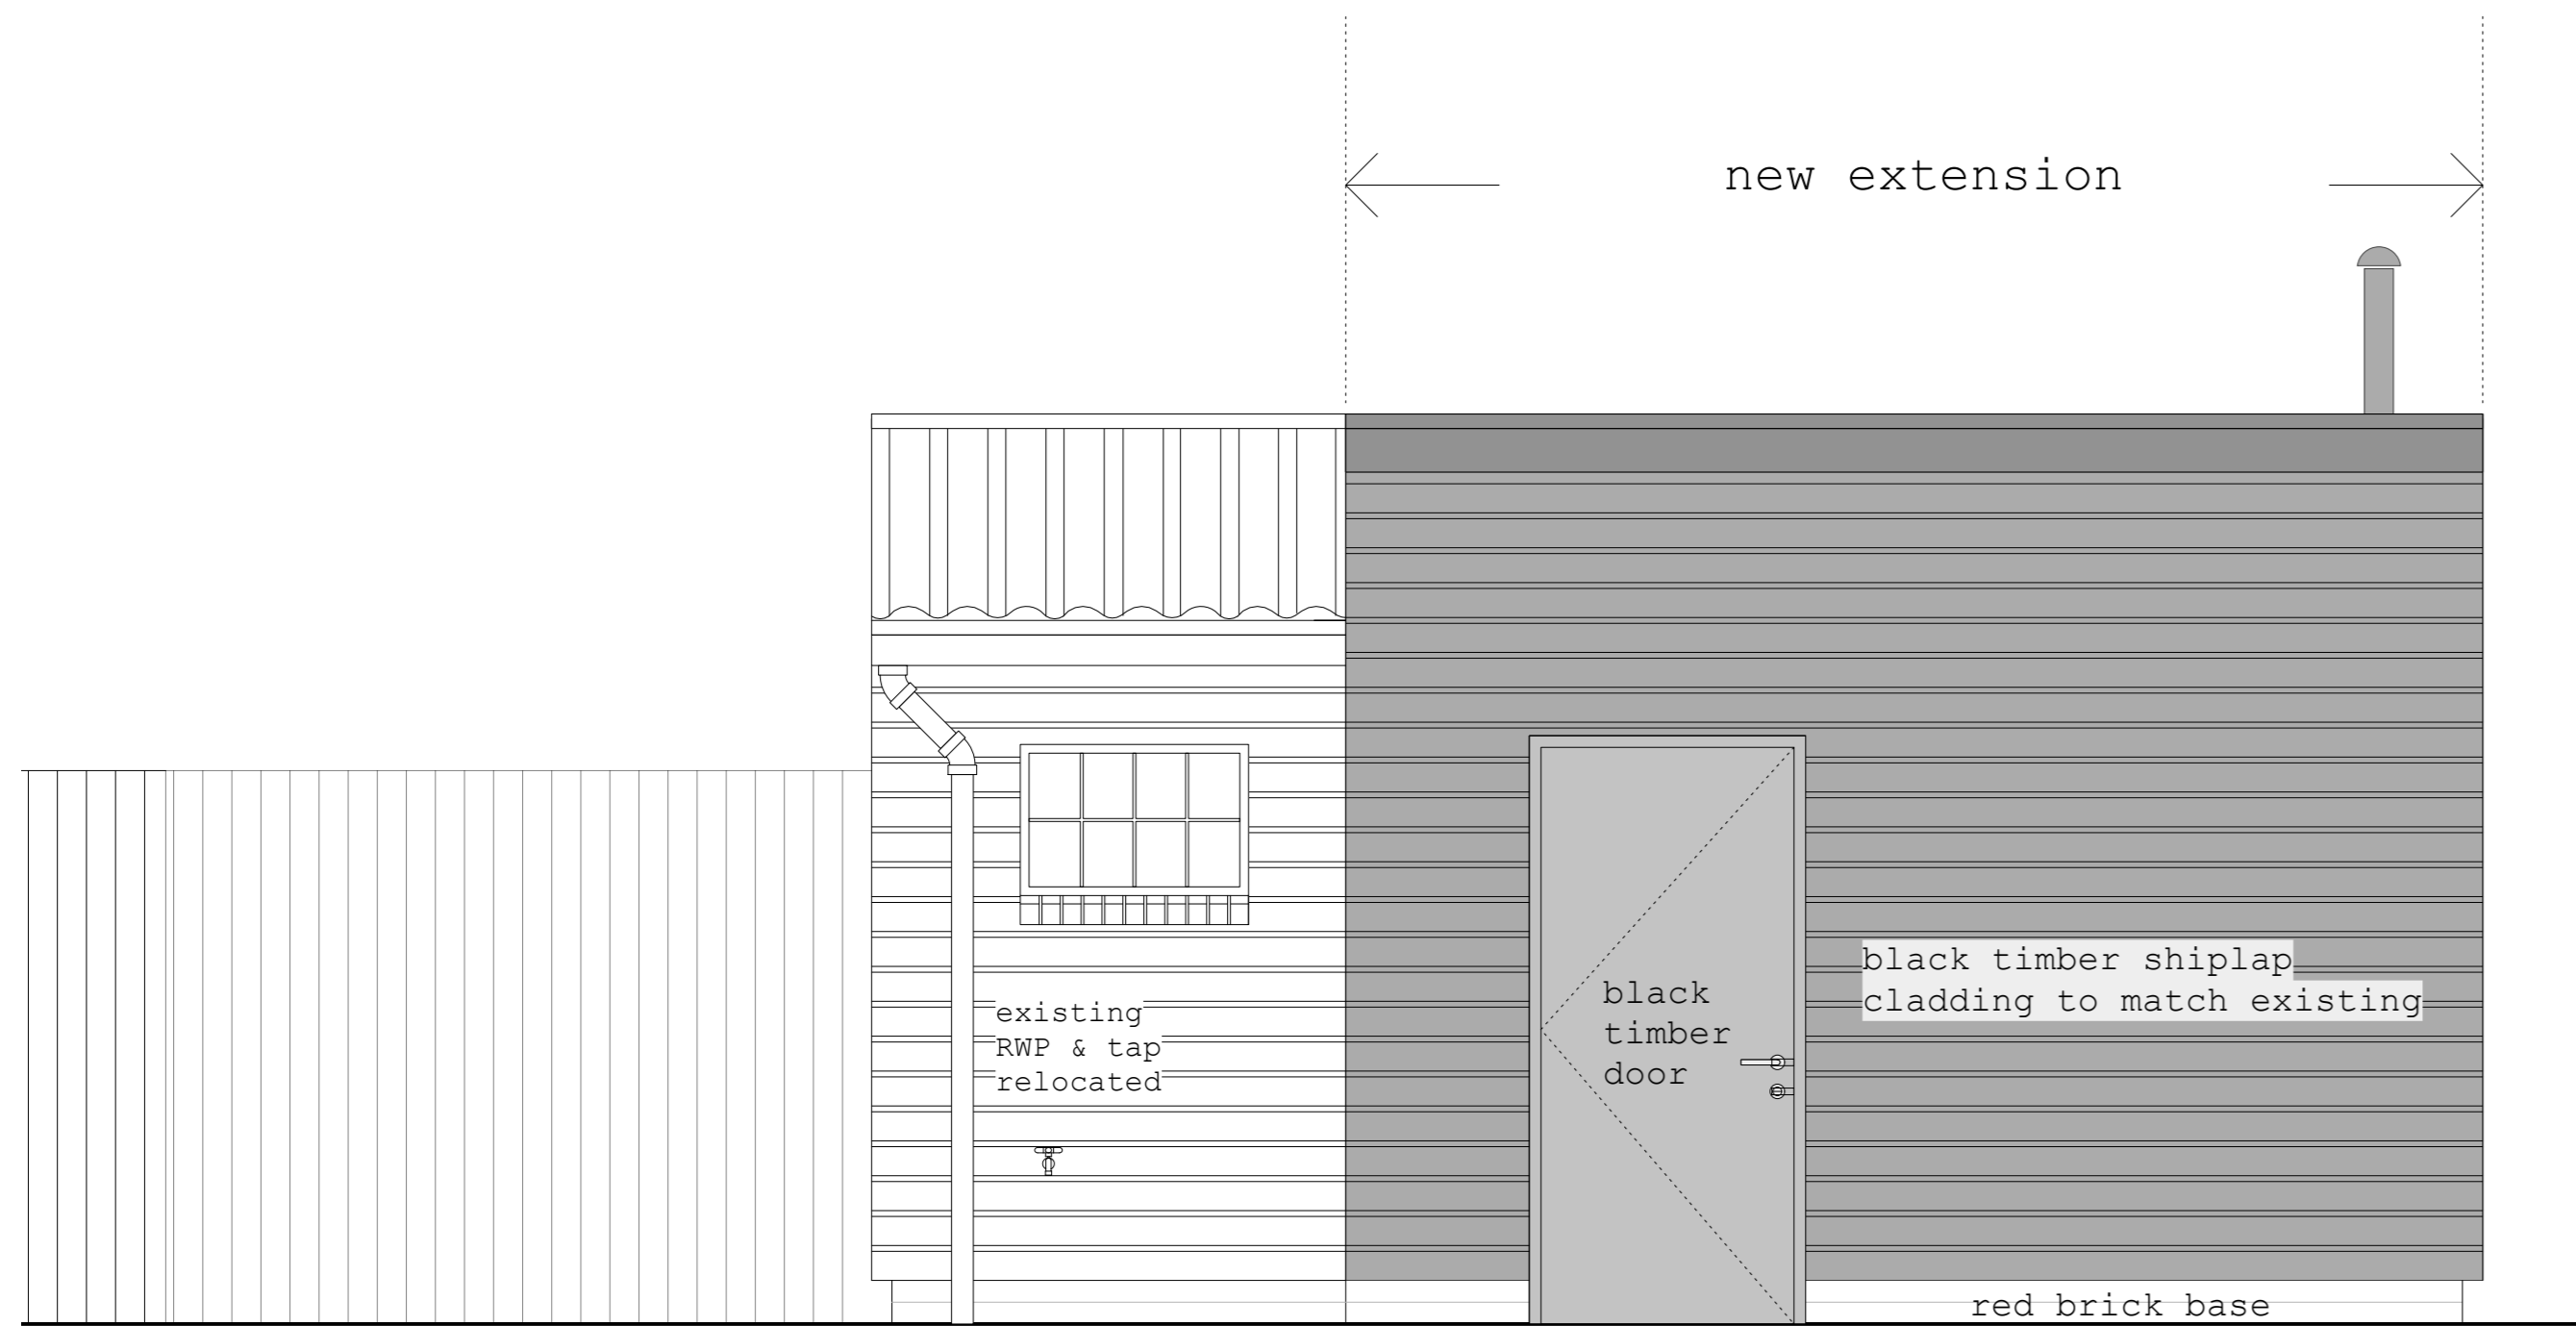 new extension
black timber shiplap
cladding to match existing
black
timber
door
existing
RWP & tap
relocated
red brick base